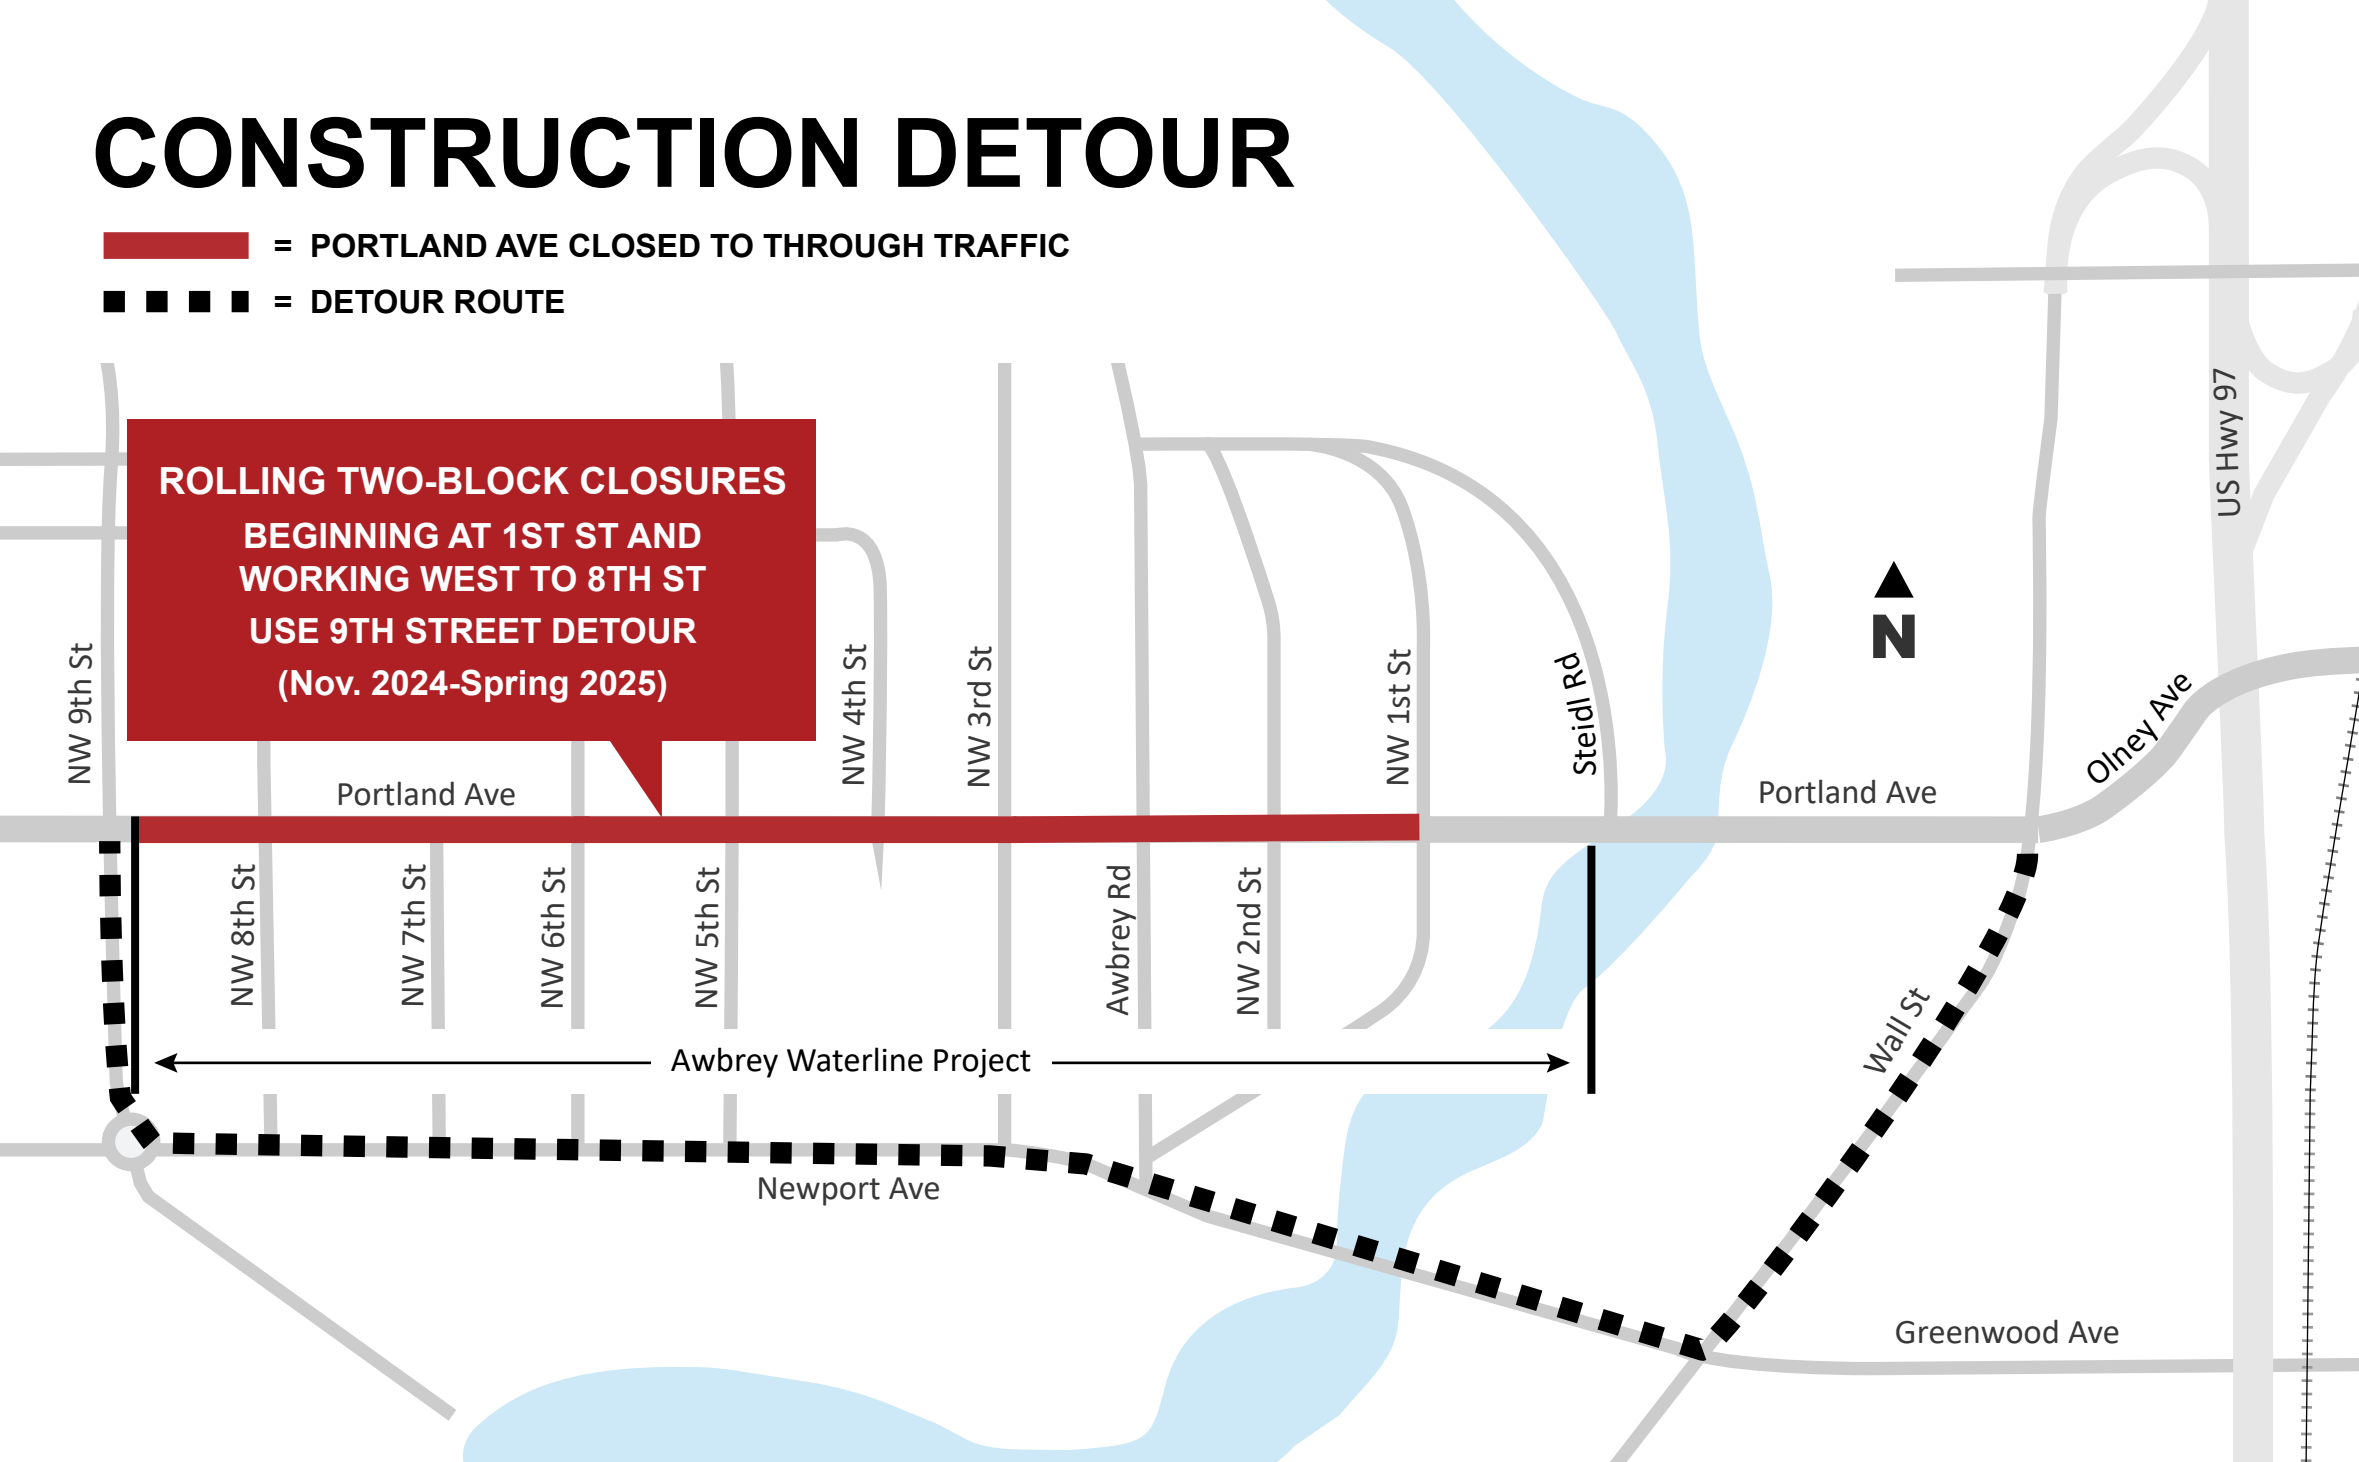 CONSTRUCTION DETOUR
= PORTLAND AVE CLOSED TO THROUGH TRAFFIC
= DETOUR ROUTE
ROLLING TWO-BLOCK CLOSURES
BEGINNING AT 1ST ST AND
WORKING WEST TO 8TH ST
USE 9TH STREET DETOUR
(Nov. 2024-Spring 2025)
US Hwy 97
N
NW 9th St
NW 4th St
NW 3rd St
NW 1st St
Steidl Rd
Olney Ave
Portland Ave
Portland Ave
NW 8th St
NW 7th St
NW 6th St
NW 5th St
Awbrey Rd
NW 2nd St
Wall St
Awbrey Waterline Project
Newport Ave
Greenwood Ave